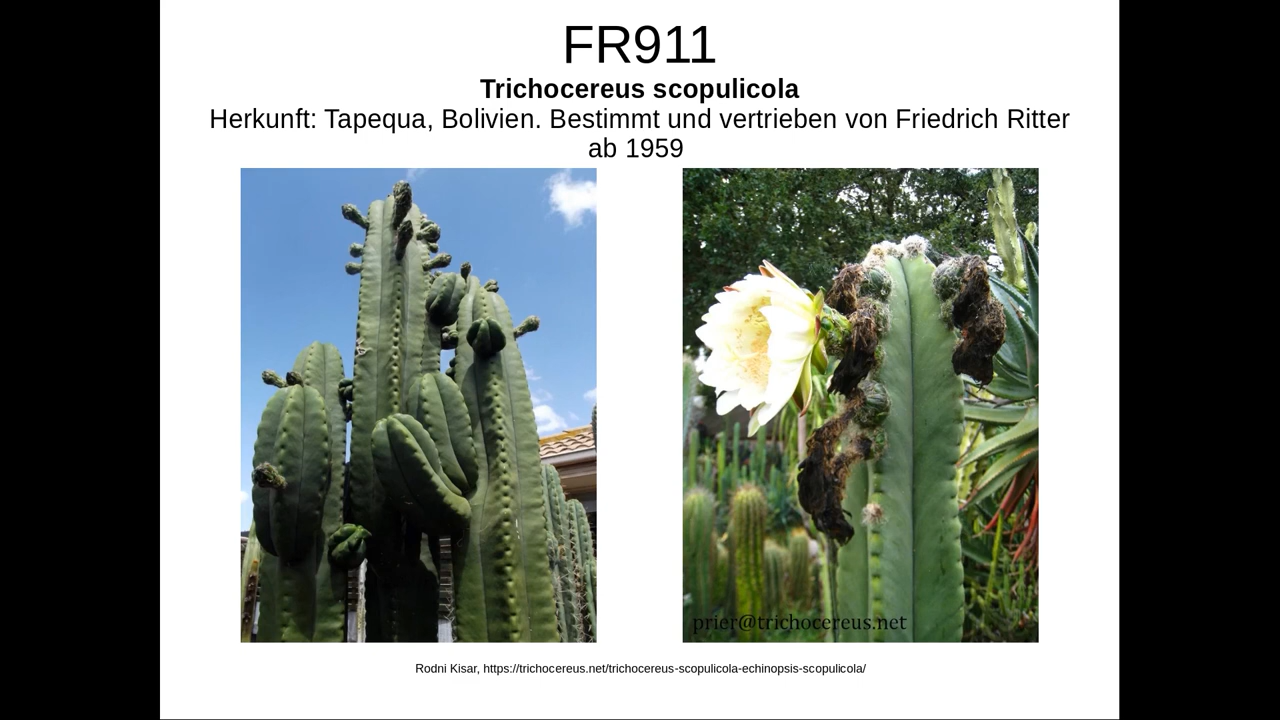 FR911
Trichocereus scopulicola
Herkunft: Tapequa, Bolivien. Bestimmt und vertrieben von Friedrich Ritter
ab 1959
prier@trichocereus.net
Rodni Kisar, https://trichocereus.net/trichocereus-scopulicola-echinopsis-scopulicola/